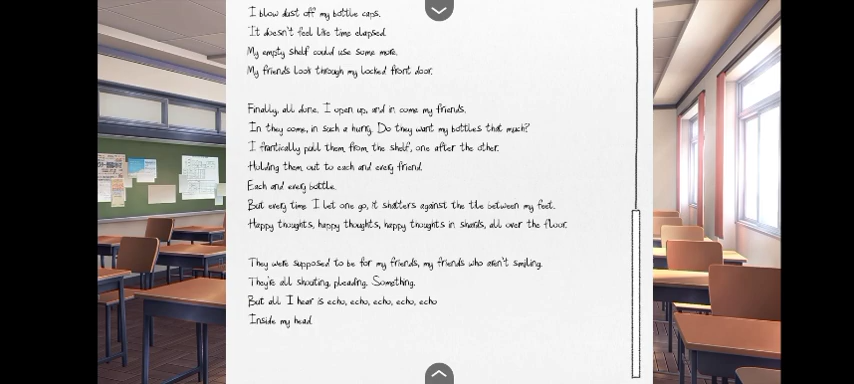 I blow dust off my bottle caps.
It doesn't feel like time elapsed.
My empty shelf could use some more.
My friends look through my locked front door.
Finally, all done. I open up, and in come my friends.
In they come, in such a hurry. Do they want my bottles that much?
I frantically pull them from the shelf, one after the other.
Holding them out to each and every friend.
Each and every bottle.
But every time I let one go, it shatters against the tile between my feet.
Happy thoughts, happy thoughts, happy thoughts in shards, all over the floor.
They were supposed to be for my friends, my friends who aren't smiling.
They're all shouting, pleading. Something.
But all I hear is echo, echo, echo, echo, echo
Inside my head.